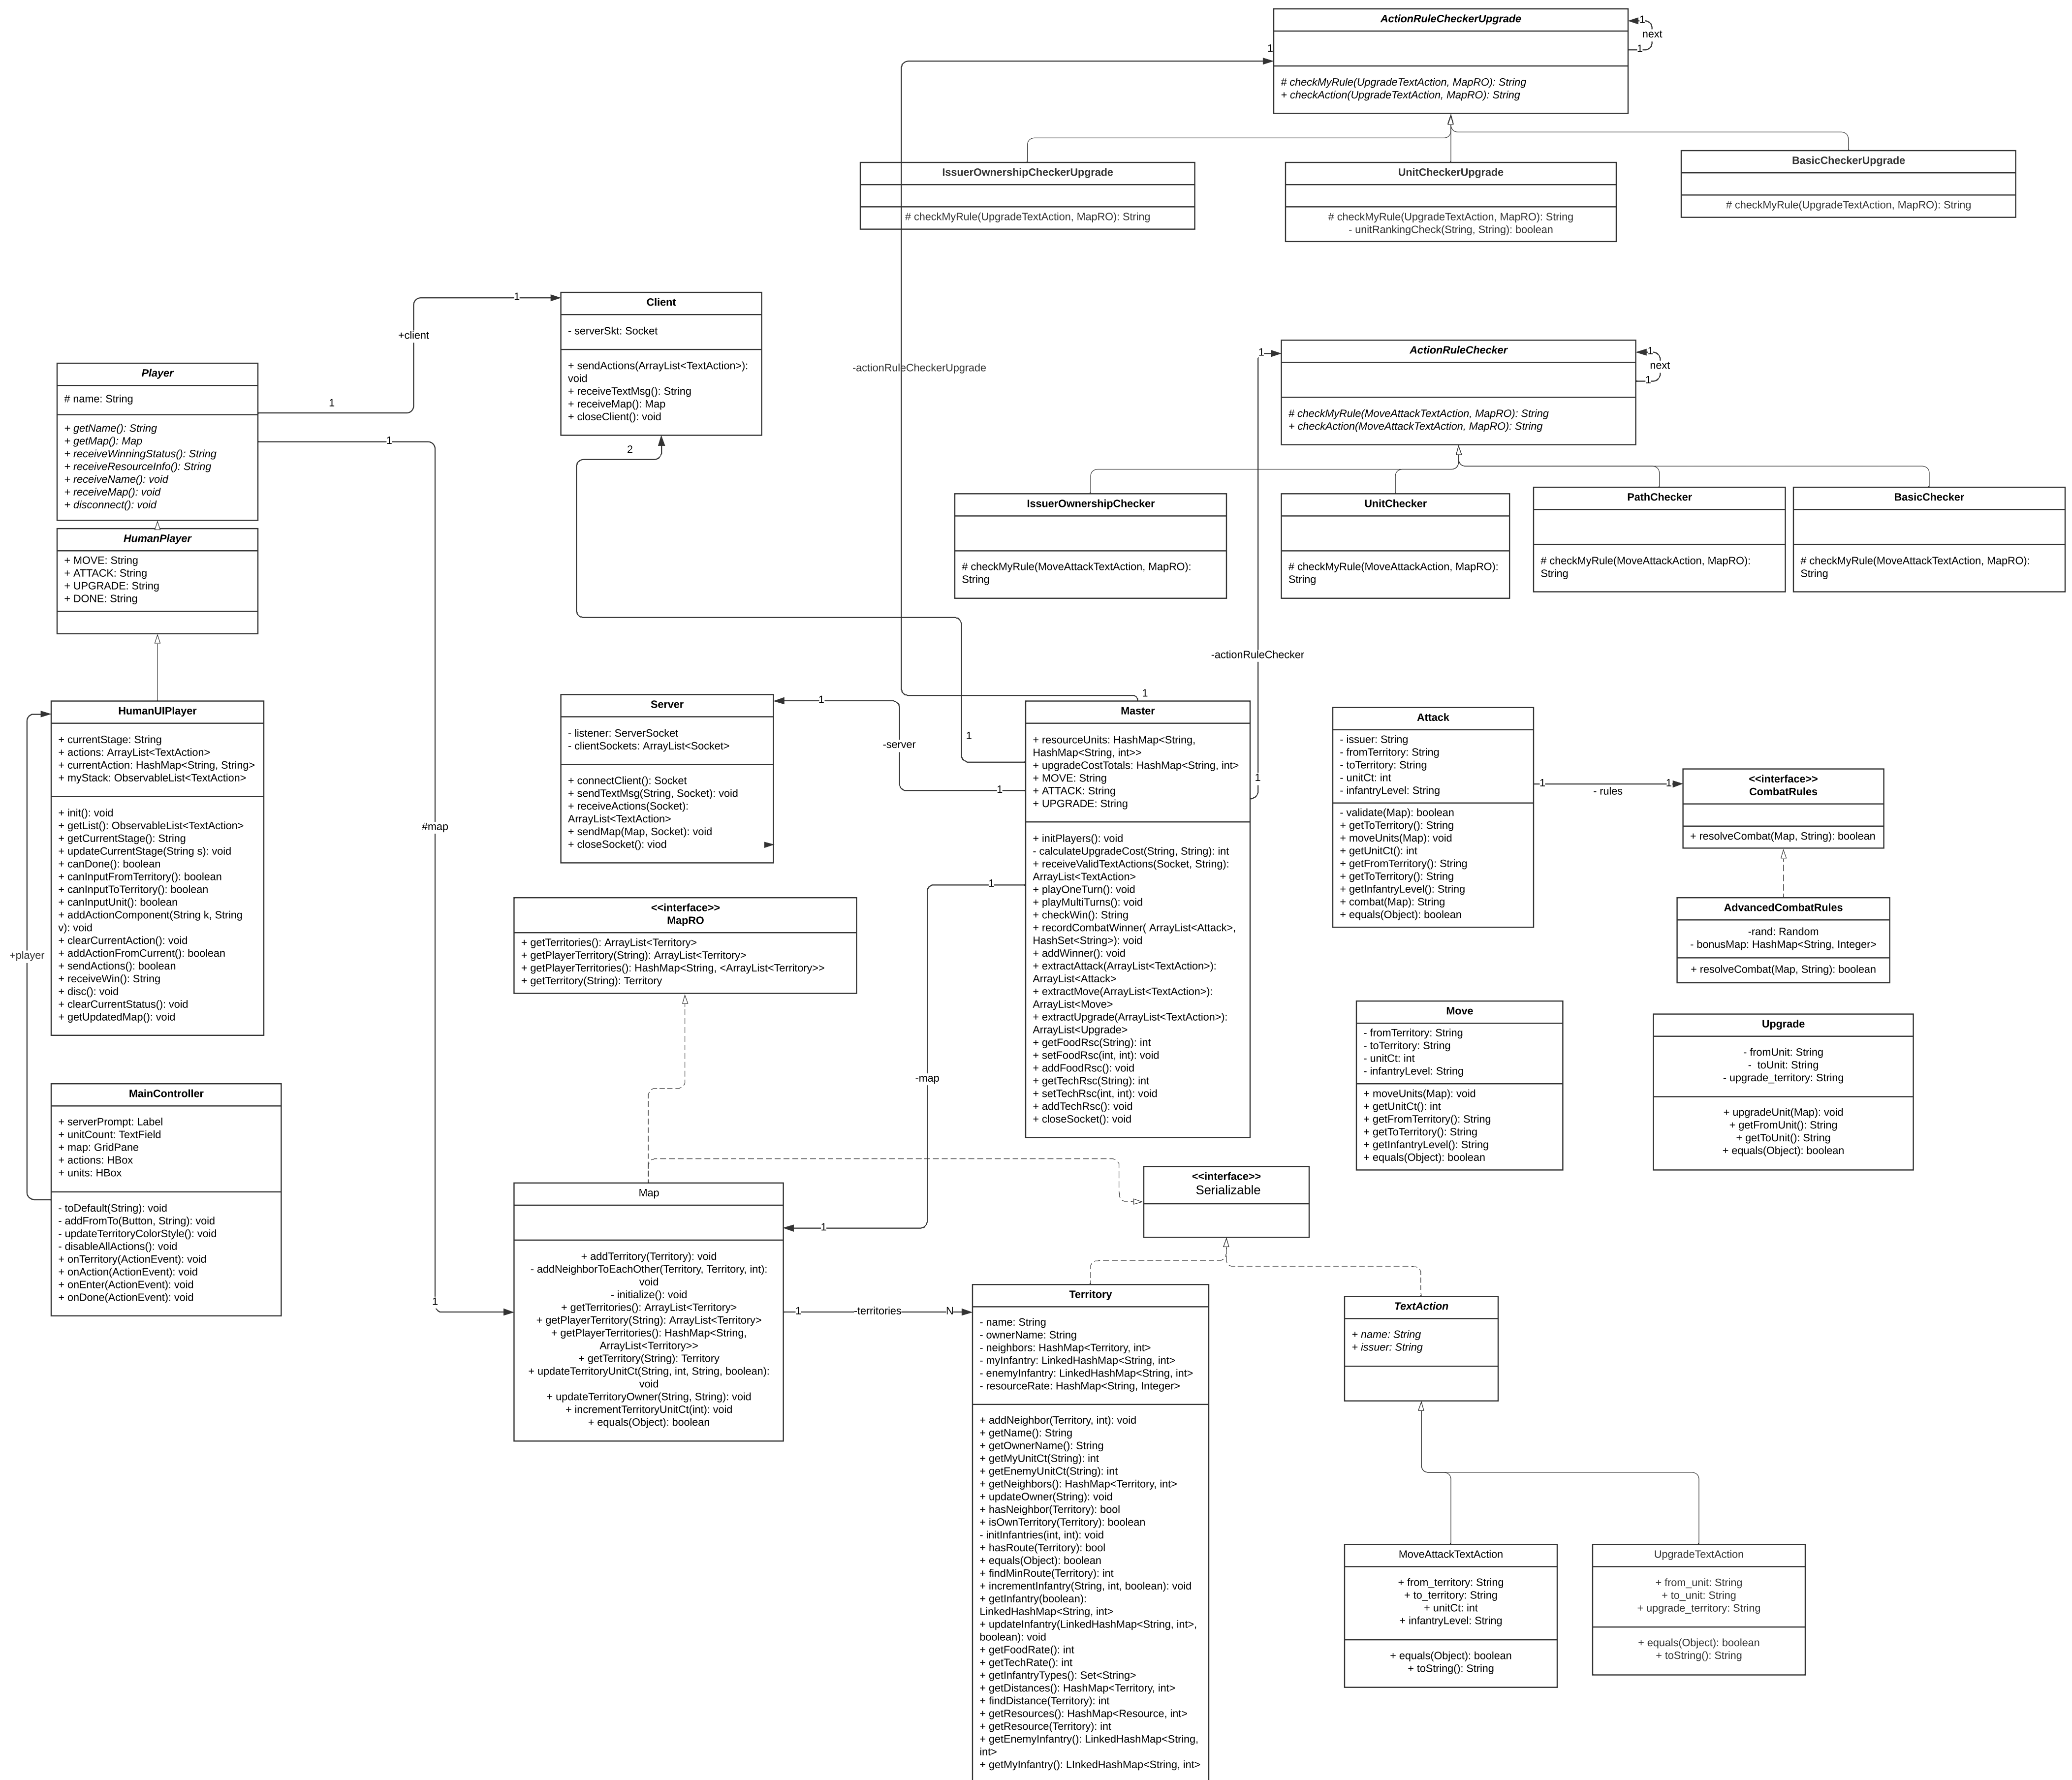 ActionRuleCheckerUpgrade
# checkMyRule(UpgradeTextAction, MapRO): String
+ checkAction(UpgradeTextAction, MapRO): String
1
next
1
1
IssuerOwnershipCheckerUpgrade
# checkMyRule(UpgradeTextAction, MapRO): String
UnitCheckerUpgrade
# checkMyRule(UpgradeTextAction, MapRO): String
- unitRankingCheck(String, String): boolean
BasicCheckerUpgrade
# checkMyRule(UpgradeTextAction, MapRO): String
Client
- serverSkt: Socket
+ sendActions(ArrayList<TextAction>):
void
+ receiveTextMsg(): String
+ receiveMap(): Map
+ closeClient(): void
1
+client
1
2
-actionRuleCheckerUpgrade
Player
# name: String
+ getName(): String
+ getMap(): Map
+ receiveWinningStatus(): String
+ receiveResourceInfo(): String
+ receiveName(): void
+ receiveMap(): void
+ disconnect(): void
1
HumanPlayer
+ MOVE: String
+ ATTACK: String
+ UPGRADE: String
+ DONE: String
ActionRuleChecker
# checkMyRule(MoveAttackTextAction, MapRO): String
+ checkAction(MoveAttackTextAction, MapRO): String
1
1
next
1
IssuerOwnershipChecker
# checkMyRule(MoveAttackTextAction, MapRO):
String
UnitChecker
# checkMyRule(MoveAttackAction, MapRO):
String
PathChecker
# checkMyRule(MoveAttackAction, MapRO):
String
BasicChecker
# checkMyRule(MoveAttackTextAction, MapRO):
String
-actionRuleChecker
HumanUIPlayer
+ currentStage: String
+ actions: ArrayList<TextAction>
+ currentAction: HashMap<String, String>
+ myStack: ObservableList<TextAction>
+ init(): void
+ getList(): ObservableList<TextAction>
+ getCurrentStage(): String
+ updateCurrentStage(String s): void
+ canDone(): boolean
+ canInputFromTerritory(): boolean
+ canInputToTerritory(): boolean
+ canInputUnit(): boolean
+ addActionComponent(String k, String
v): void
+ clearCurrentAction(): void
+ addActionFromCurrent(): boolean
+ sendActions(): boolean
+ receiveWin(): String
+ disc(): void
+ clearCurrentStatus(): void
+ getUpdatedMap(): void
+player
#map
Server
- listener: ServerSocket
- clientSockets: ArrayList<Socket>
+ connectClient(): Socket
+ sendTextMsg(String, Socket): void
+ receiveActions(Socket):
ArrayList<TextAction>
+ sendMap(Map, Socket): void
+ closeSocket(): viod
1
-server
1
1
1
1
Master
+ resourceUnits: HashMap<String,
HashMap<String, int>>
+ upgradeCostTotals: HashMap<String, int>
+ MOVE: String
+ ATTACK: String
+ UPGRADE: String
+ initPlayers(): void
- calculateUpgradeCost(String, String): int
+ receiveValidTextActions(Socket, String):
ArrayList<TextAction>
+ playOneTurn(): void
+ playMultiTurns(): void
+ checkWin(): String
+ recordCombatWinner( ArrayList<Attack>,
HashSet<String>): void
+ addWinner(): void
+ extractAttack(ArrayList<TextAction>):
ArrayList<Attack>
+ extractMove(ArrayList<TextAction>):
ArrayList<Move>
+ extractUpgrade(ArrayList<TextAction>):
ArrayList<Upgrade>
+ getFoodRsc(String): int
+ setFoodRsc(int, int): void
+ addFoodRsc(): void
+ getTechRsc(String): int
+ setTechRsc(int, int): void
+ addTechRsc(): void
+ closeSocket(): void
1
-map
1
Attack
- issuer: String
- fromTerritory: String
- toTerritory: String
- unitCt: int
- infantryLevel: String
- validate(Map): boolean
+ getToTerritory(): String
+ moveUnits(Map): void
+ getUnitCt(): int
+ getFromTerritory(): String
+ getToTerritory(): String
+ getInfantryLevel(): String
+ combat(Map): String
+ equals(Object): boolean
1
- rules
1
<<interface>>
CombatRules
+ resolveCombat(Map, String): boolean
AdvancedCombatRules
-rand: Random
- bonusMap: HashMap<String, Integer>
+ resolveCombat(Map, String): boolean
<<interface>>
MapRO
+ getTerritories(): ArrayList<Territory>
+ getPlayerTerritory(String): ArrayList<Territory>
+ getPlayerTerritories(): HashMap<String, <ArrayList<Territory>>
+ getTerritory(String): Territory
Move
- fromTerritory: String
- toTerritory: String
- unitCt: int
- infantryLevel: String
+ moveUnits(Map): void
+ getUnitCt(): int
+ getFromTerritory(): String
+ getToTerritory(): String
+ getInfantryLevel(): String
+ equals(Object): boolean
Upgrade
- fromUnit: String
- toUnit: String
- upgrade_territory: String
+ upgradeUnit(Map): void
+ getFromUnit(): String
+ getToUnit(): String
+ equals(Object): boolean
MainController
+ serverPrompt: Label
+ unitCount: TextField
+ map: GridPane
+ actions: HBox
+ units: HBox
- toDefault(String): void
- addFromTo(Button, String): void
- updateTerritoryColorStyle(): void
- disableAllActions(): void
+ onTerritory(ActionEvent): void
+ onAction(ActionEvent): void
+ onEnter(ActionEvent): void
+ onDone(ActionEvent): void
1
Map
+ addTerritory(Territory): void
- addNeighborToEachOther(Territory, Territory, int):
void
- initialize(): void
+ getTerritories(): ArrayList<Territory>
+ getPlayerTerritory(String): ArrayList<Territory>
+ getPlayerTerritories(): HashMap<String,
ArrayList<Territory>>
+ getTerritory(String): Territory
+ updateTerritoryUnitCt(String, int, String, boolean):
void
+ updateTerritoryOwner(String, String): void
+ incrementTerritoryUnitCt(int): void
+ equals(Object): boolean
1
-territories
N
<<interface>>
Serializable
Territory
- name: String
- ownerName: String
- neighbors: HashMap<Territory, int>
- myInfantry: LinkedHashMap<String, int>
- enemyInfantry: LinkedHashMap<String, int>
- resourceRate: HashMap<String, Integer>
+ addNeighbor(Territory, int): void
+ getName(): String
+ getOwnerName(): String
+ getMyUnitCt(String): int
+ getEnemyUnitCt(String): int
+ getNeighbors(): HashMap<Territory, int>
+ updateOwner(String): void
+ hasNeighbor(Territory): bool
+ isOwnTerritory(Territory): boolean
- initInfantries(int, int): void
+ hasRoute(Territory): bool
+ equals(Object): boolean
+ findMinRoute(Territory): int
+ incrementInfantry(String, int, boolean): void
+ getInfantry(boolean):
LinkedHashMap<String, int>
+ updateInfantry(LinkedHashMap<String, int>,
boolean): void
+ getFoodRate(): int
+ getTechRate(): int
+ getInfantryTypes(): Set<String>
+ getDistances(): HashMap<Territory, int>
+ findDistance(Territory): int
+ getResources(): HashMap<Resource, int>
+ getResource(Territory): int
+ getEnemyInfantry(): LinkedHashMap<String,
int>
+ getMyInfantry(): LInkedHashMap<String, int>
TextAction
+ name: String
+ issuer: String
MoveAttackTextAction
+ from_territory: String
+ to_territory: String
+ unitCt: int
+ infantryLevel: String
+ equals(Object): boolean
+ toString(): String
UpgradeTextAction
+ from_unit: String
+ to_unit: String
+ upgrade_territory: String
+ equals(Object): boolean
+ toString(): String